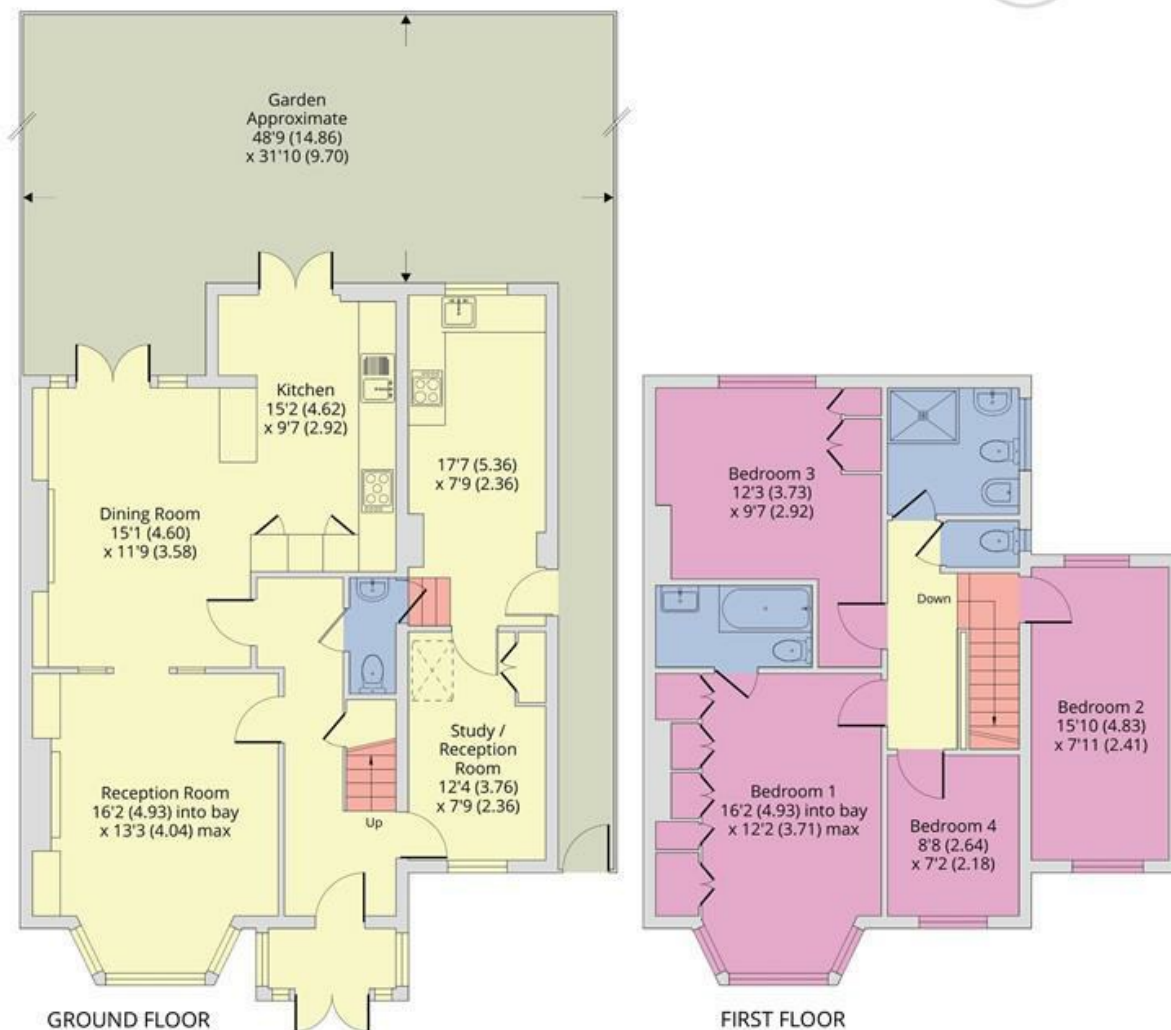 Garden
Approximate
48'9 (14.86)
x 31'10 (9.70)
Kitchen
15'2 (4.62)
x 9'7 (2.92)
17'7 (5.36)
x 7'9 (2.36)
Dining Room
15'1 (4.60)
x 11'9 (3.58)
Study /
Reception
Room
12'4 (3.76)
x 7'9 (2.36)
Reception Room
16'2 (4.93) into bay
x 13'3 (4.04) max
Up
GROUND FLOOR
Bedroom 3
12'3 (3.73)
x 9'7 (2.92)
Down
Bedroom 2
15'10 (4.83)
x 7'11 (2.41)
Bedroom 1
16'2 (4.93) into bay
x 12'2 (3.71) max
Bedroom 4
8'8 (2.64)
x 7'2 (2.18)
FIRST FLOOR